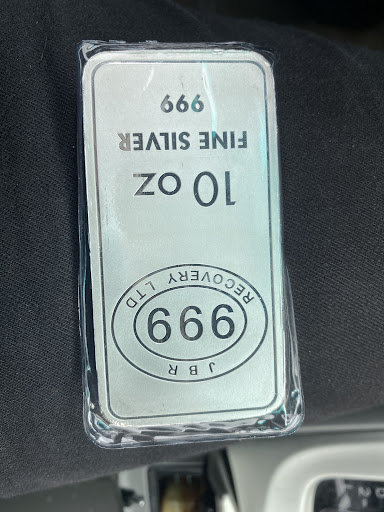 J B R
999
RECOVERY LTD
10 oz
FINE SILVER
999